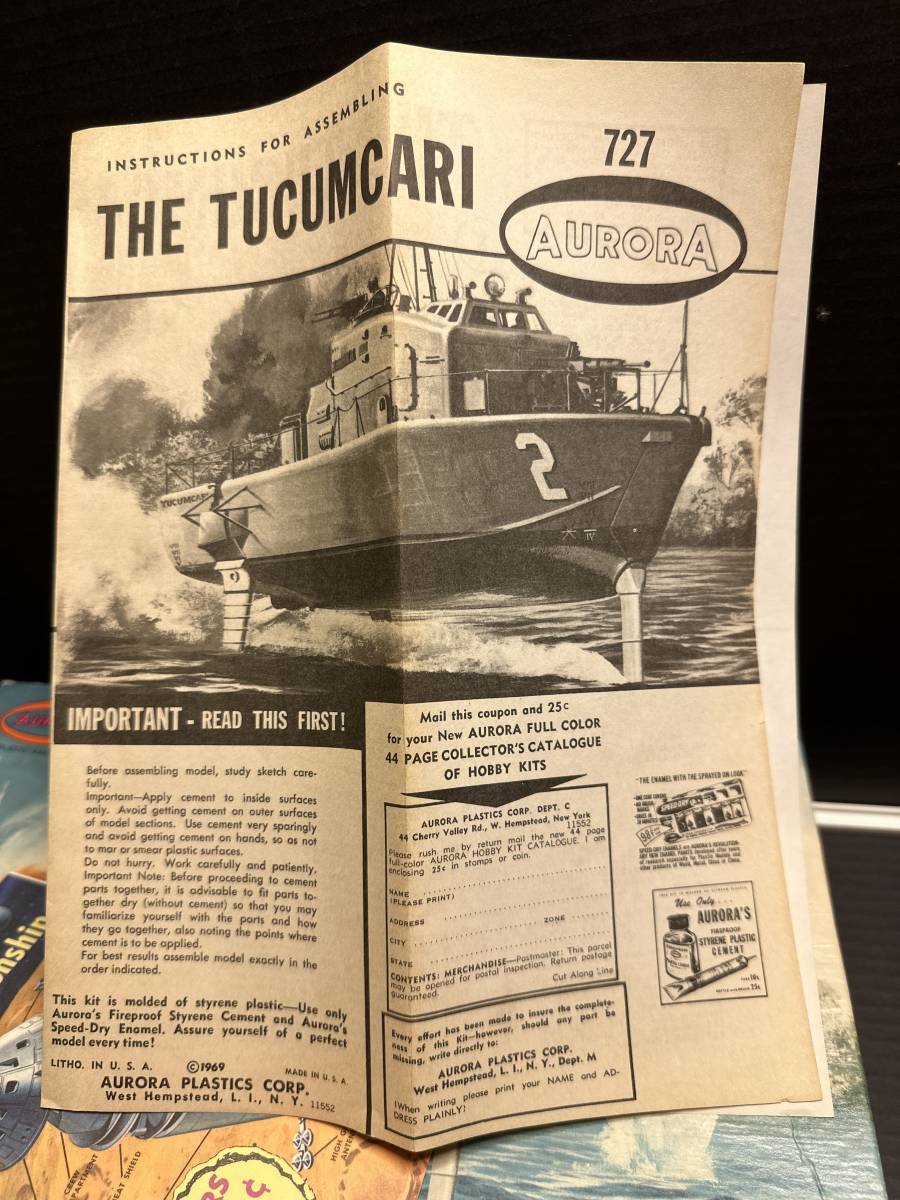 INSTRUCTIONS FOR ASSEMBLING
THE TUCUMCARI
727
AURORA
2
TUCUMCARI
IV
IMPORTANT - READ THIS FIRST!
Before assembling model, study sketch care-
fully.
Important—Apply cement to inside surfaces
only. Avoid getting cement on outer surfaces
of model sections. Use cement very sparingly
and avoid getting cement on hands, so as not
to mar or smear plastic surfaces.
Do not hurry. Work carefully and patiently.
Important Note: Before proceeding to cement
parts together, it is advisable to fit parts to-
gether dry (without cement) so that you may
familiarize yourself with the parts and how
they go together, also noting the points where
cement is to be applied.
For best results assemble model exactly in the
order indicated.
This kit is molded of styrene plastic—Use only
Aurora's Fireproof Styrene Cement and Aurora's
Speed-Dry Enamel. Assure yourself of a perfect
model every time!
LITHO. IN U. S. A. ©1969 MADE IN U. S. A.
AURORA PLASTICS CORP.
West Hempstead, L. I., N. Y. 11552
Mail this coupon and 25c
for your New AURORA FULL COLOR
44 PAGE COLLECTOR'S CATALOGUE
OF HOBBY KITS
AURORA PLASTICS CORP. DEPT. C
44 Cherry Valley Rd., W. Hempstead, New York
11552
Please rush me by return mail the new 44 page
full-color AURORA HOBBY KIT CATALOGUE. I am
enclosing 25c in stamps or coin.
NAME
(PLEASE PRINT)
ADDRESS ZONE
CITY
STATE
CONTENTS: MERCHANDISE—Postmaster: This parcel
may be opened for postal inspection. Return postage
guaranteed.
Cut Along Line
Every effort has been made to insure the complete-
ness of this Kit—however, should any part be
missing, write directly to:
AURORA PLASTICS CORP.
West Hempstead, L. I., N. Y., Dept. M
(When writing please print your NAME and AD-
DRESS PLAINLY)
"THE ENAMEL WITH THE SPRAYED ON LOOK"
SPEED-DRY
98¢
Use Only...
AURORA'S
FIREPROOF
STYRENE PLASTIC
CEMENT
TUBE 10c
25c
nship
CREW
HEAT SHIELD
HIGH